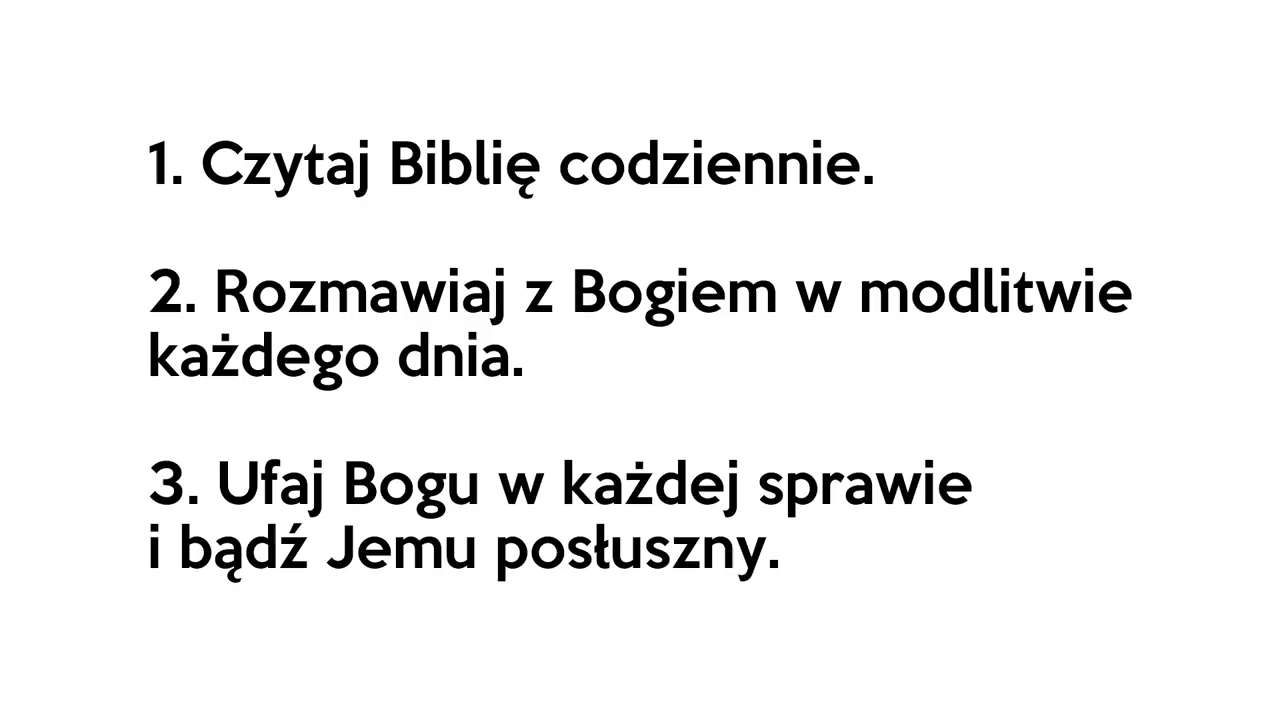 1. Czytaj Biblię codziennie.
2. Rozmawiaj z Bogiem w modlitwie
każdego dnia.
3. Ufaj Bogu w każdej sprawie
i bądź Jemu posłuszny.